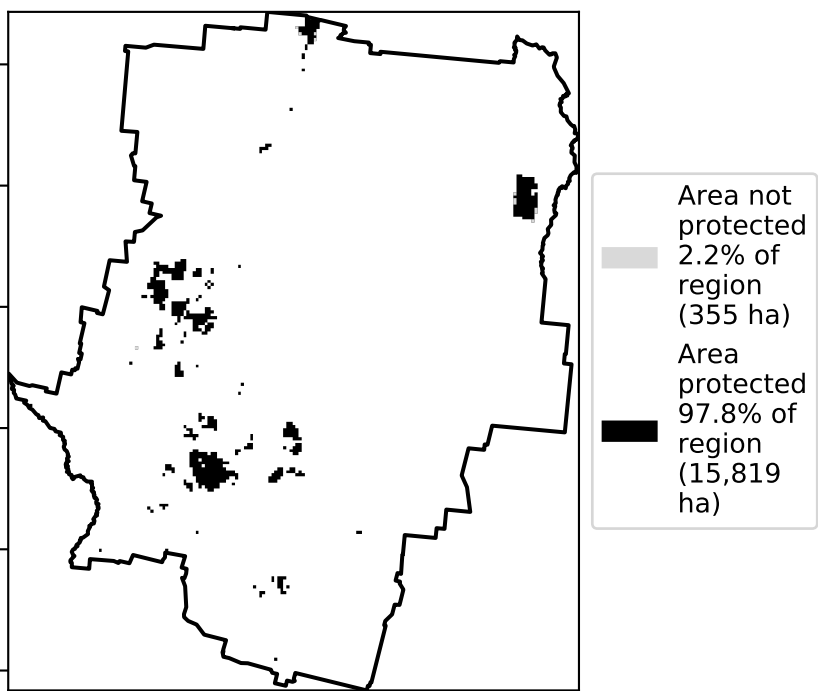 Area not
protected
2.2% of
region
(355 ha)
Area
protected
97.8% of
region
(15,819
ha)